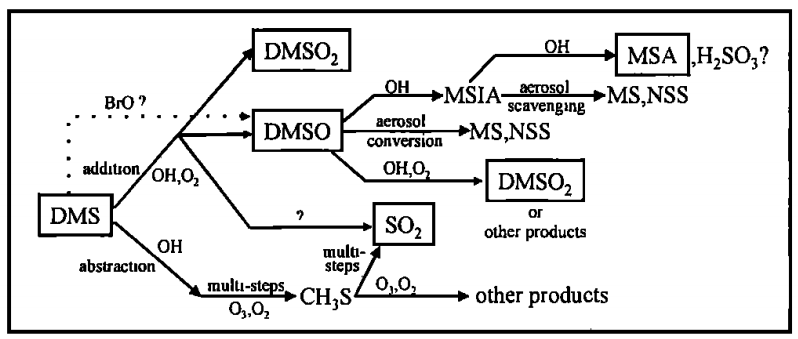 DMSO₂
OH
MSA ,H₂SO₃?
BrO ?
OH
MSIA
aerosol
scavenging
MS,NSS
DMSO
aerosol
conversion
MS,NSS
addition
OH,O₂
OH,O₂
DMSO₂
or
other products
DMS
?
SO₂
OH
abstraction
multi-
steps
multi-steps
O₃,O₂
CH₃S
O₃,O₂
other products